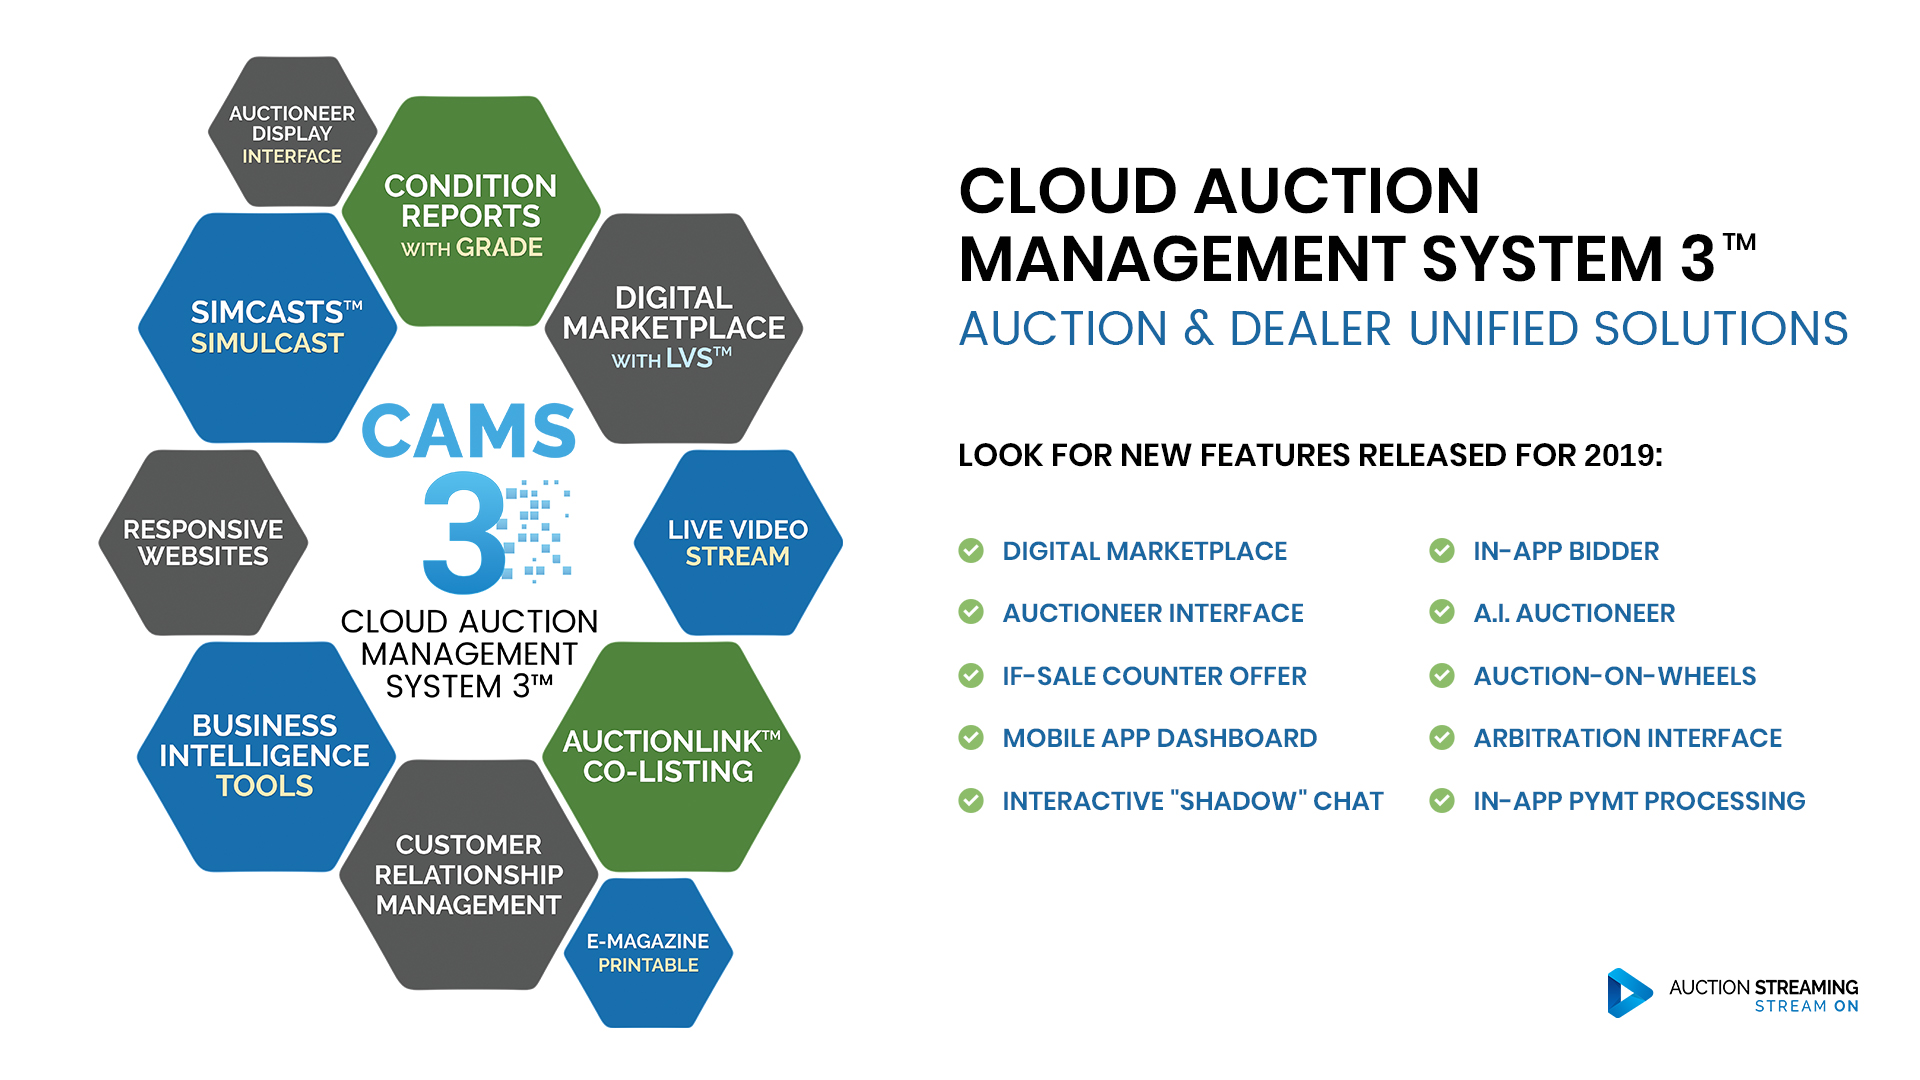 AUCTIONEER
DISPLAY
INTERFACE
CONDITION
REPORTS
WITH GRADE
SIMCASTS™
SIMULCAST
DIGITAL
MARKETPLACE
WITH LVS™
CAMS
3
CLOUD AUCTION
MANAGEMENT
SYSTEM 3™
RESPONSIVE
WEBSITES
LIVE VIDEO
STREAM
BUSINESS
INTELLIGENCE
TOOLS
AUCTIONLINK™
CO-LISTING
CUSTOMER
RELATIONSHIP
MANAGEMENT
E-MAGAZINE
PRINTABLE
CLOUD AUCTION
MANAGEMENT SYSTEM 3™
AUCTION & DEALER UNIFIED SOLUTIONS
LOOK FOR NEW FEATURES RELEASED FOR 2019:
DIGITAL MARKETPLACE
AUCTIONEER INTERFACE
IF-SALE COUNTER OFFER
MOBILE APP DASHBOARD
INTERACTIVE "SHADOW" CHAT
IN-APP BIDDER
A.I. AUCTIONEER
AUCTION-ON-WHEELS
ARBITRATION INTERFACE
IN-APP PYMT PROCESSING
AUCTION STREAMING
STREAM ON